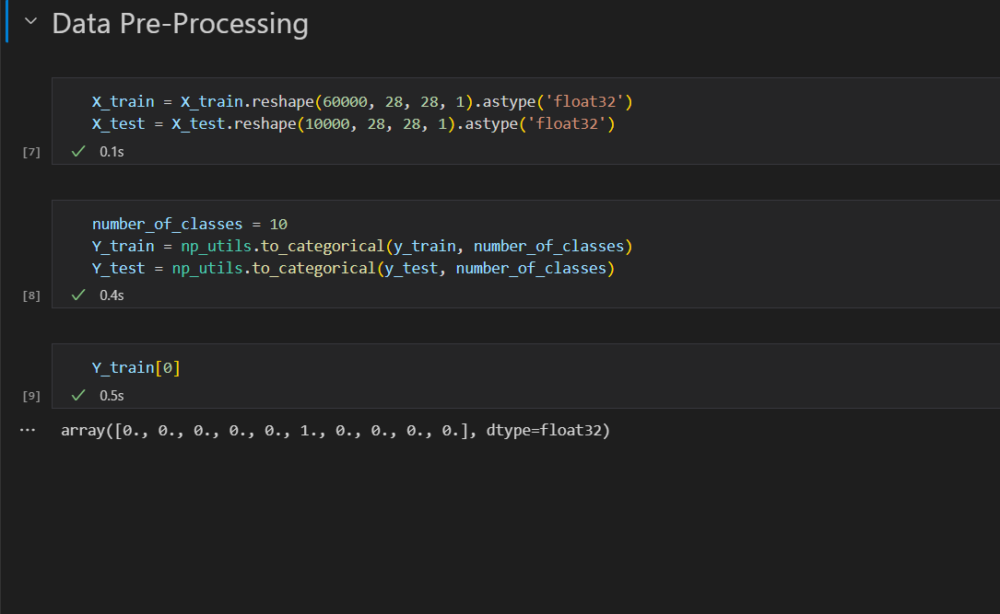 Data Pre-Processing
X_train = X_train.reshape(60000, 28, 28, 1).astype('float32')
X_test = X_test.reshape(10000, 28, 28, 1).astype('float32')
[7] 0.1s
number_of_classes = 10
Y_train = np_utils.to_categorical(y_train, number_of_classes)
Y_test = np_utils.to_categorical(y_test, number_of_classes)
[8] 0.4s
Y_train[0]
[9] 0.5s
... array([0., 0., 0., 0., 0., 1., 0., 0., 0., 0.], dtype=float32)